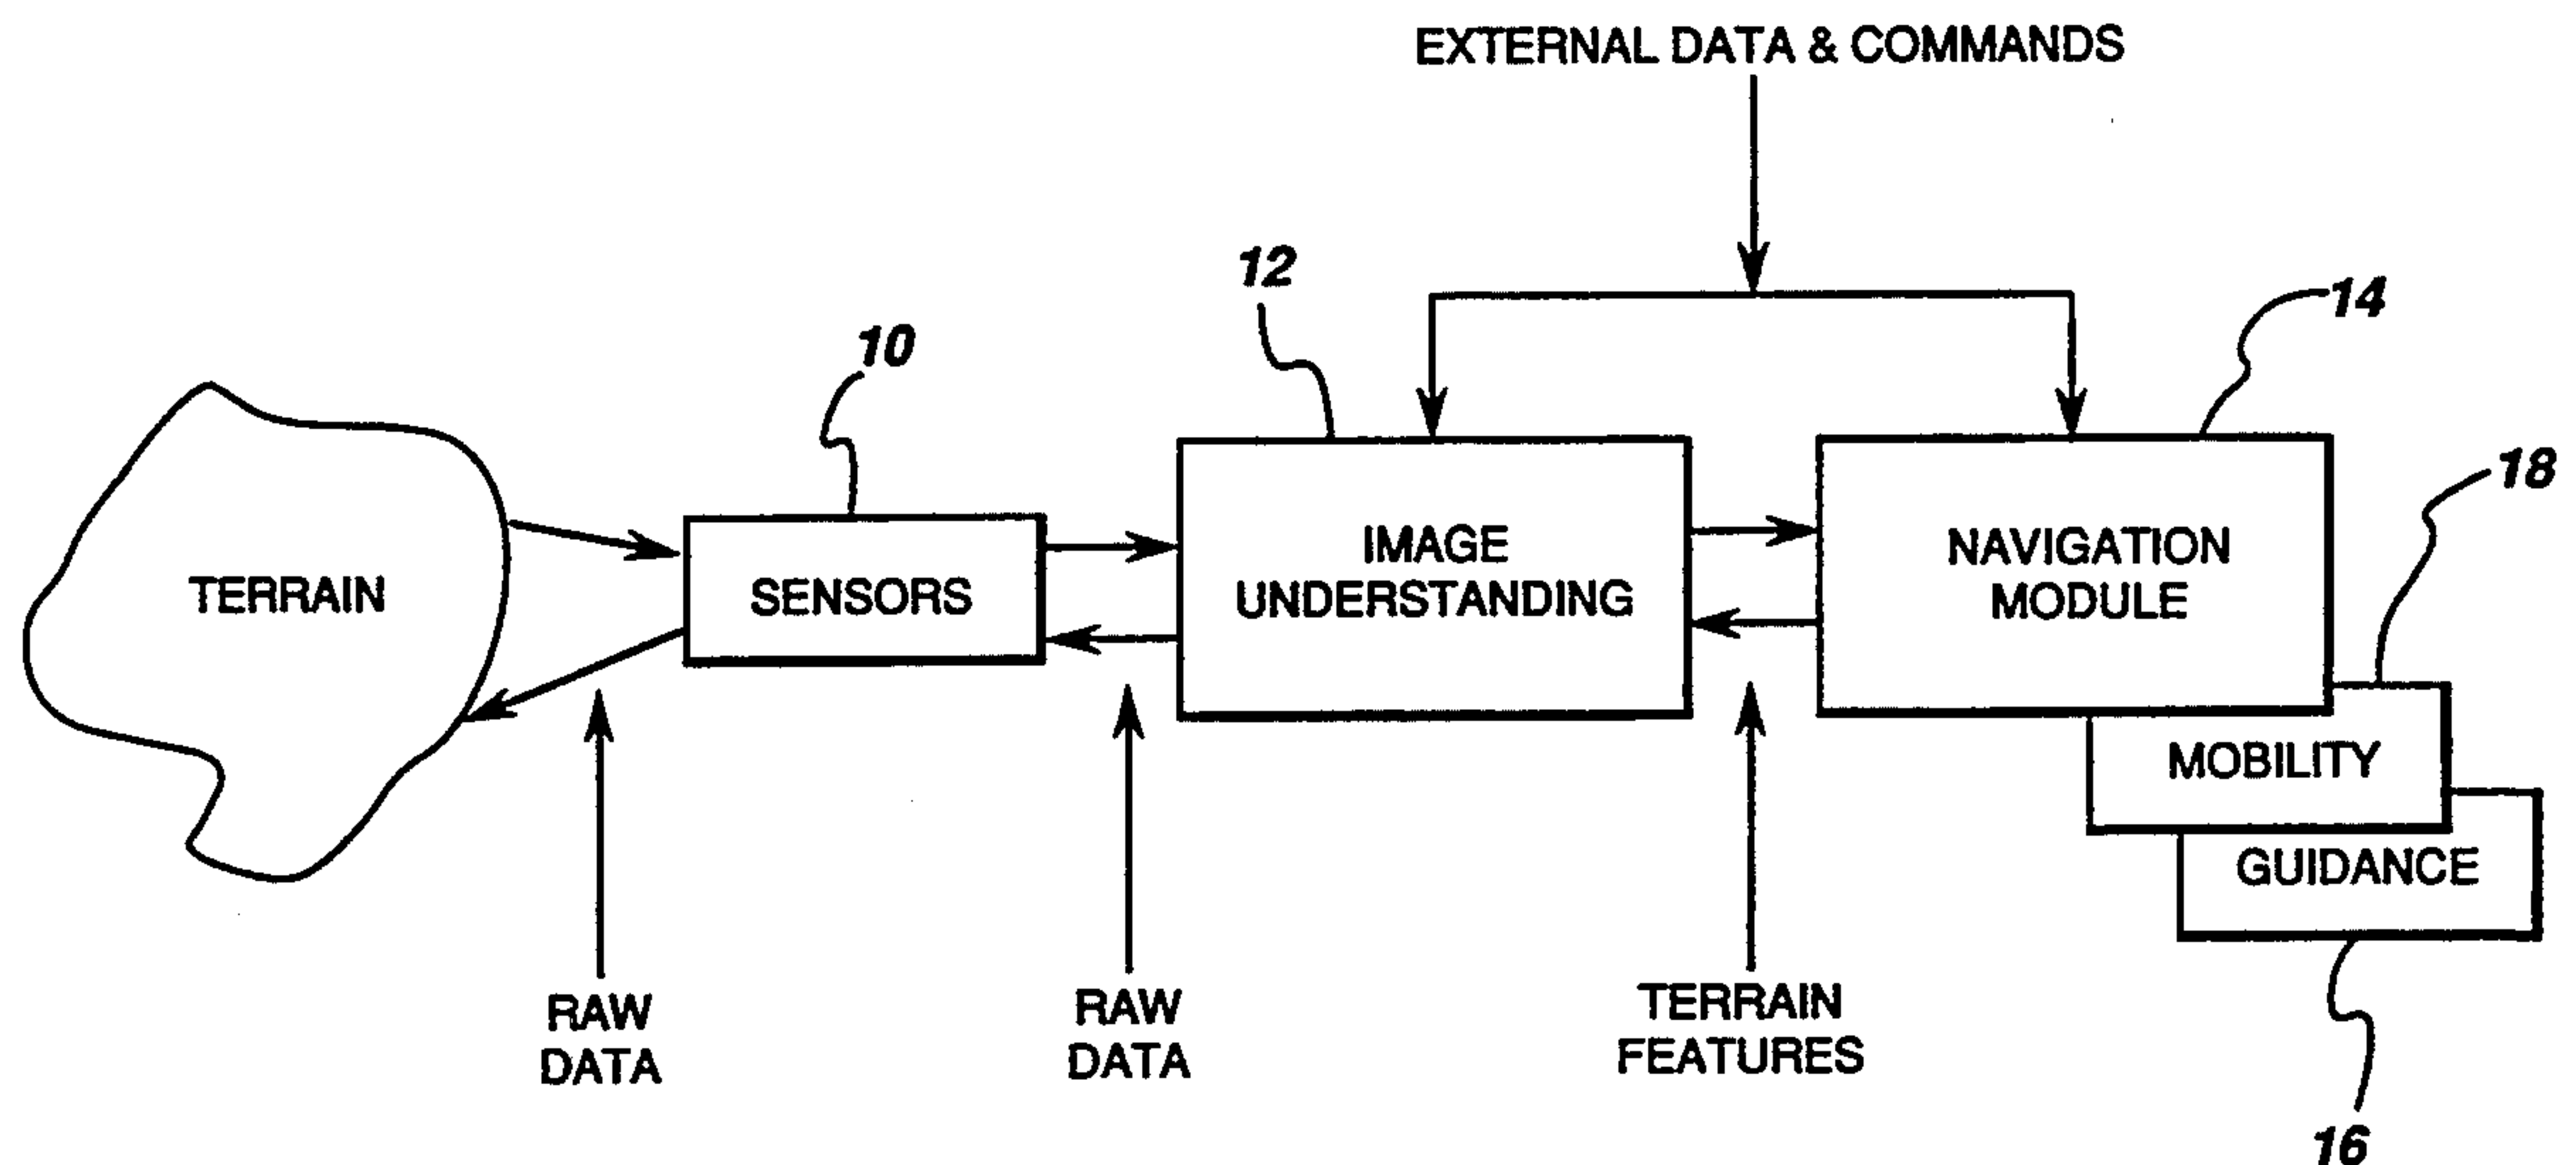 EXTERNAL DATA & COMMANDS
12
14
10
18
TERRAIN
SENSORS
IMAGE
UNDERSTANDING
NAVIGATION
MODULE
MOBILITY
GUIDANCE
RAW
DATA
RAW
DATA
TERRAIN
FEATURES
16